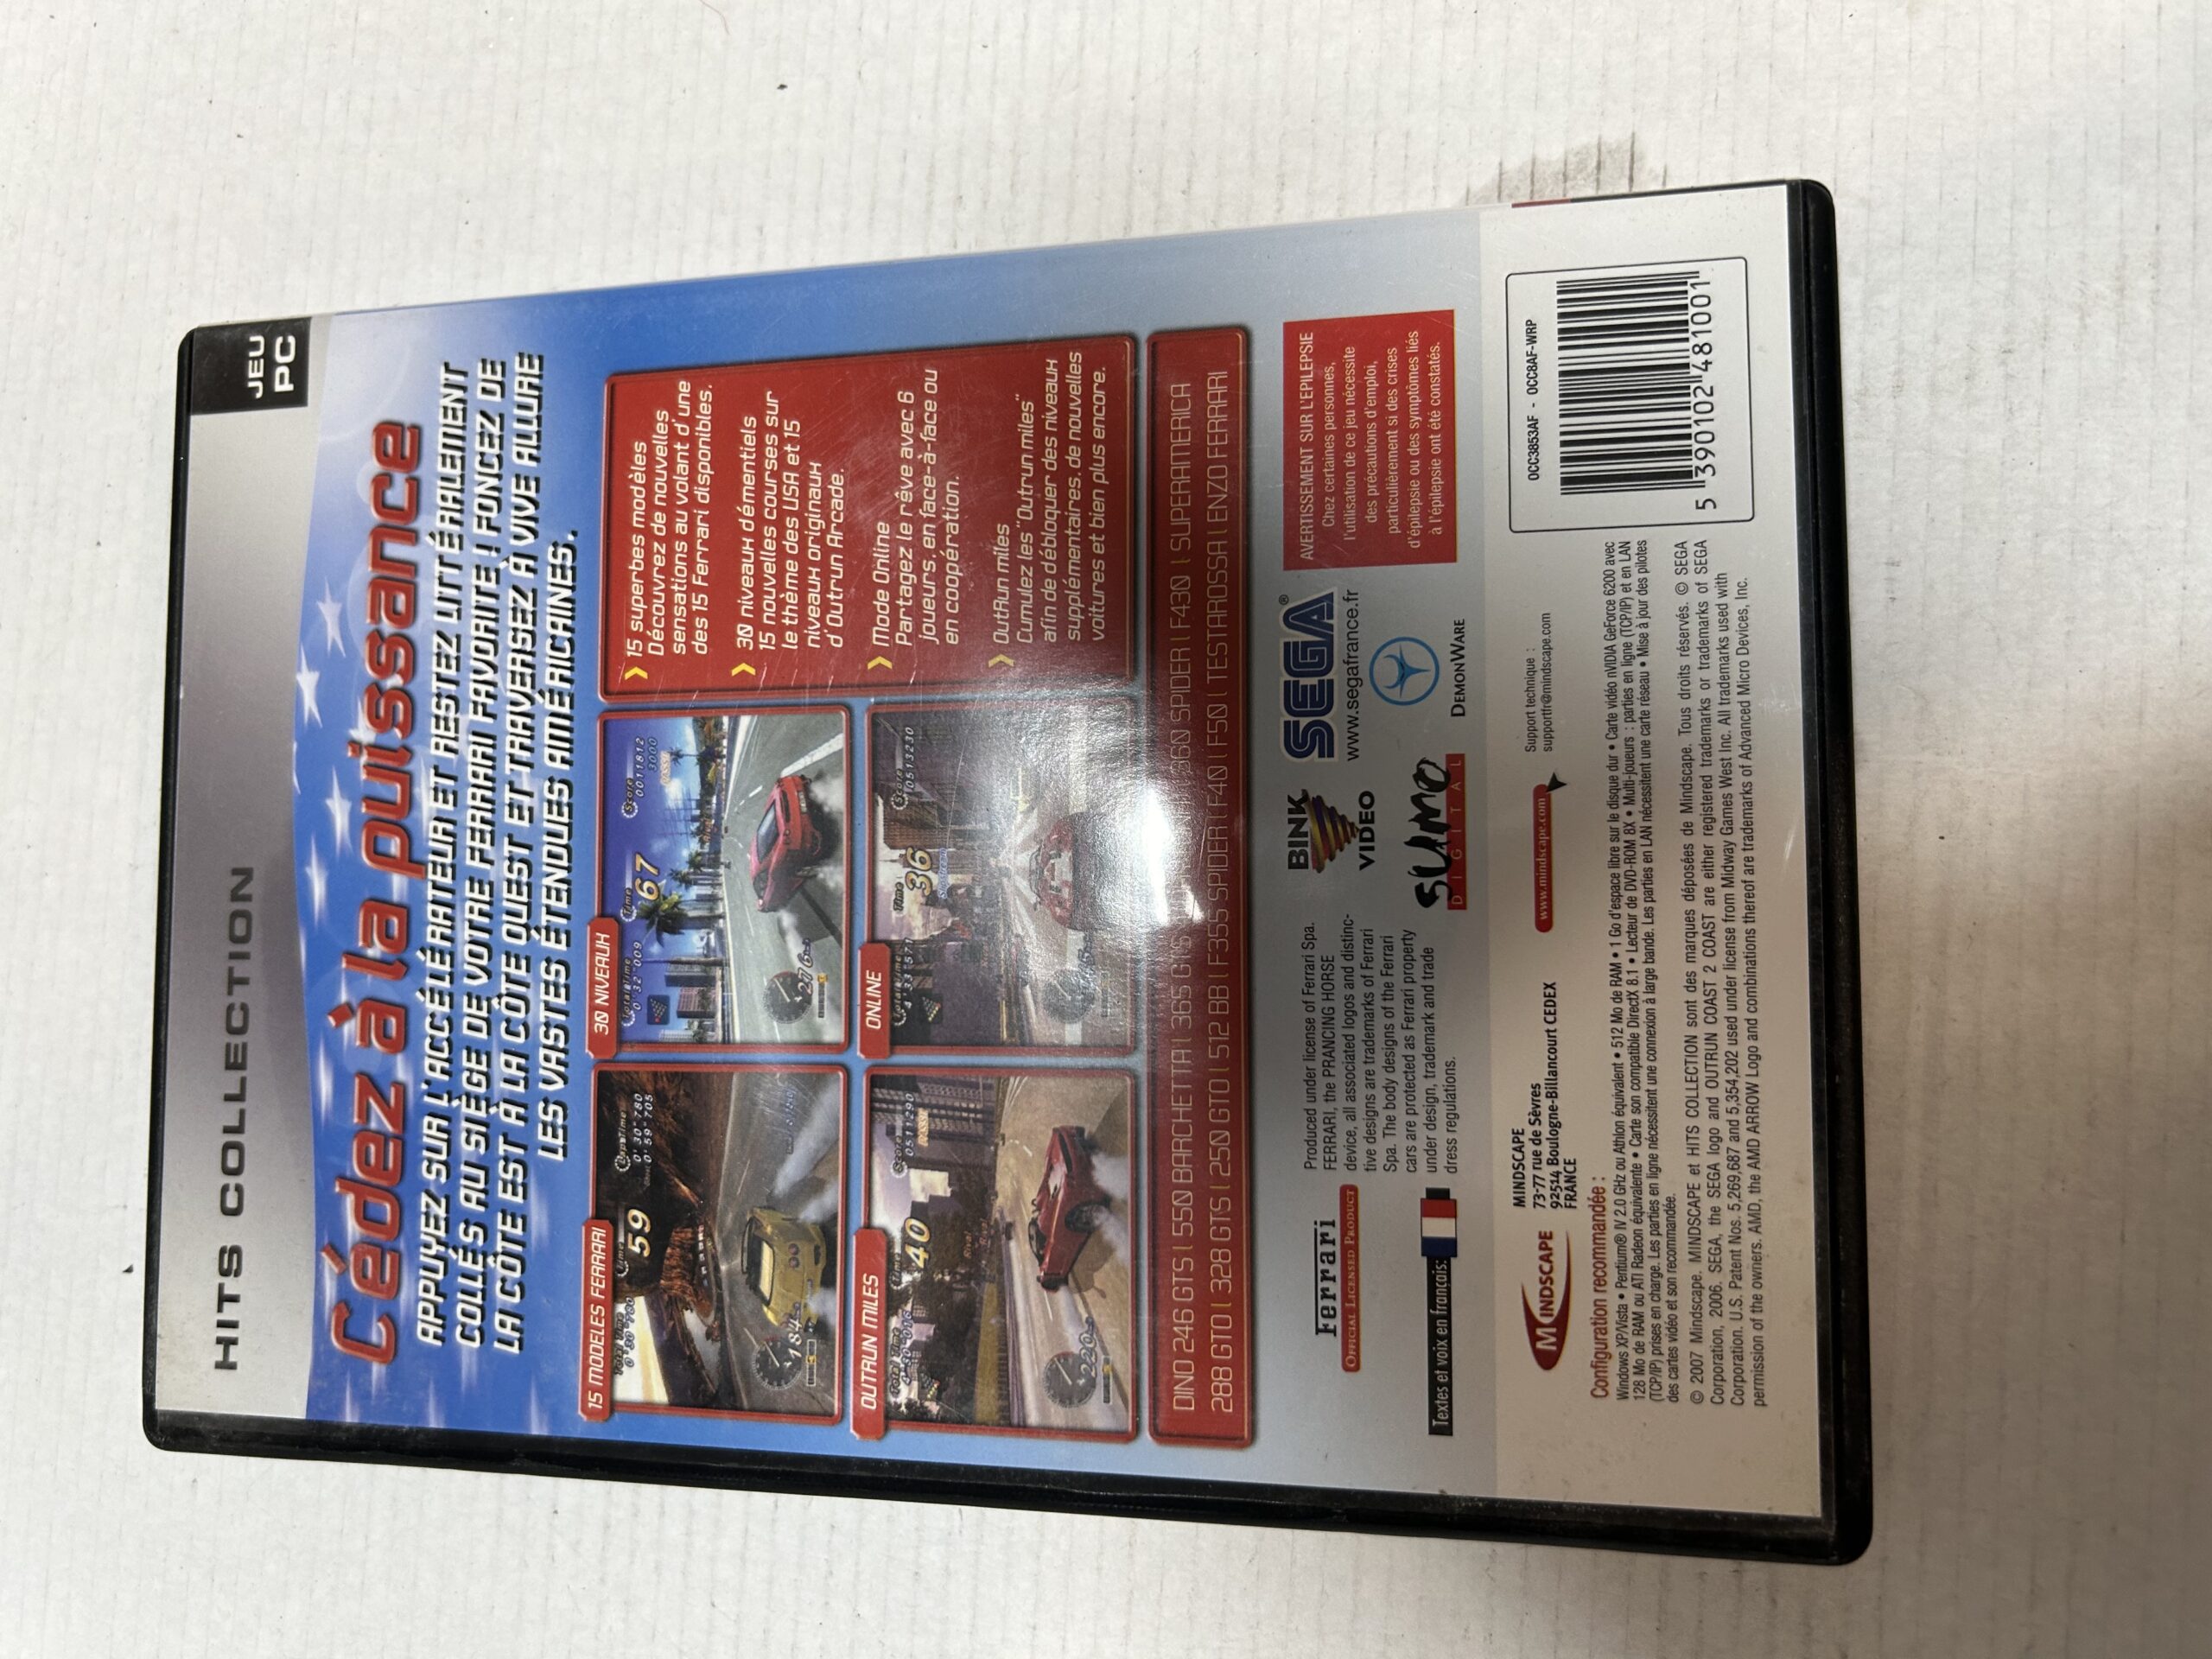 HITS COLLECTION
JEU
PC
Cédez à la puissance
APPUYEZ SUR L'ACCÉLÉRATEUR ET RESTEZ LITTÉRALEMENT
COLLÉS AU SIÈGE DE VOTRE FERRARI FAVORITE ! FONCEZ DE
LA CÔTE EST À LA CÔTE OUEST ET TRAVERSEZ À VIVE ALLURE
LES VASTES ÉTENDUES AMÉRICAINES.
15 MODELES FERRARI
59
184
30 NIVEAUX
Time
67
Score
0011812
3000
276
OUTRUN MILES
40
220
ONLINE
Time
36
Score
0513230
15 superbes modèles
Découvrez de nouvelles
sensations au volant d'une
des 15 Ferrari disponibles.
30 niveaux démentiels
15 nouvelles courses sur
le thème des USA et 15
niveaux originaux
d'Outrun Arcade.
Mode Online
Partagez le rêve avec 6
joueurs, en face-à-face ou
en coopération.
OutRun miles
Cumulez les "Outrun miles"
afin de débloquer des niveaux
supplémentaires, de nouvelles
voitures et bien plus encore.
DINO 246 GTS | 550 BARCHETTA | 365 GTS 360 SPIDER | F430 | SUPERAMERICA
288 GTO | 328 GTS | 250 GTO | 512 BB | F355 SPIDER | F40 | F50 | TESTAROSSA | ENZO FERRARI
Ferrari
OFFICIAL LICENSED PRODUCT
Textes et voix en français:
Produced under license of Ferrari Spa.
FERRARI, the PRANCING HORSE
device, all associated logos and distinc-
tive designs are trademarks of Ferrari
Spa. The body designs of the Ferrari
cars are protected as Ferrari property
under design, trademark and trade
dress regulations.
BINK
VIDEO
SUMO
DIGITAL
SEGA®
www.segafrance.fr
DEMONWARE
AVERTISSEMENT SUR L'EPILEPSIE
Chez certaines personnes,
l'utilisation de ce jeu nécessite
des précautions d'emploi,
particulièrement si des crises
d'épilepsie ou des symptômes liés
à l'épilepsie ont été constatés.
MINDSCAPE
MINDSCAPE
73-77 rue de Sèvres
92514 Boulogne-Billancourt CEDEX
FRANCE
www.mindscape.com
Support technique :
supportfr@mindscape.com
OCC3853AF - OCC8AF-WRP
5 390102 481001
Configuration recommandée :
Windows XP/Vista • Pentium® IV 2.0 GHz ou Athlon équivalent • 512 Mo de RAM • 1 Go d'espace libre sur le disque dur • Carte vidéo nVIDIA GeForce 6200 avec
128 Mo de RAM ou ATI Radeon équivalente • Carte son compatible DirectX 8.1 • Lecteur de DVD-ROM 8X • Multi-joueurs : parties en ligne (TCP/IP) et en LAN
(TCP/IP) prises en charge. Les parties en ligne nécessitent une connexion à large bande. Les parties en LAN nécessitent une carte réseau • Mise à jour des pilotes
des cartes vidéo et son recommandée.
© 2007 Mindscape. MINDSCAPE et HITS COLLECTION sont des marques déposées de Mindscape. Tous droits réservés. © SEGA
Corporation, 2006. SEGA, the SEGA logo and OUTRUN COAST 2 COAST are either registered trademarks or trademarks of SEGA
Corporation. U.S. Patent Nos. 5,269,687 and 5,354,202 used under license from Midway Games West Inc. All trademarks used with
permission of the owners. AMD, the AMD ARROW Logo and combinations thereof are trademarks of Advanced Micro Devices, Inc.